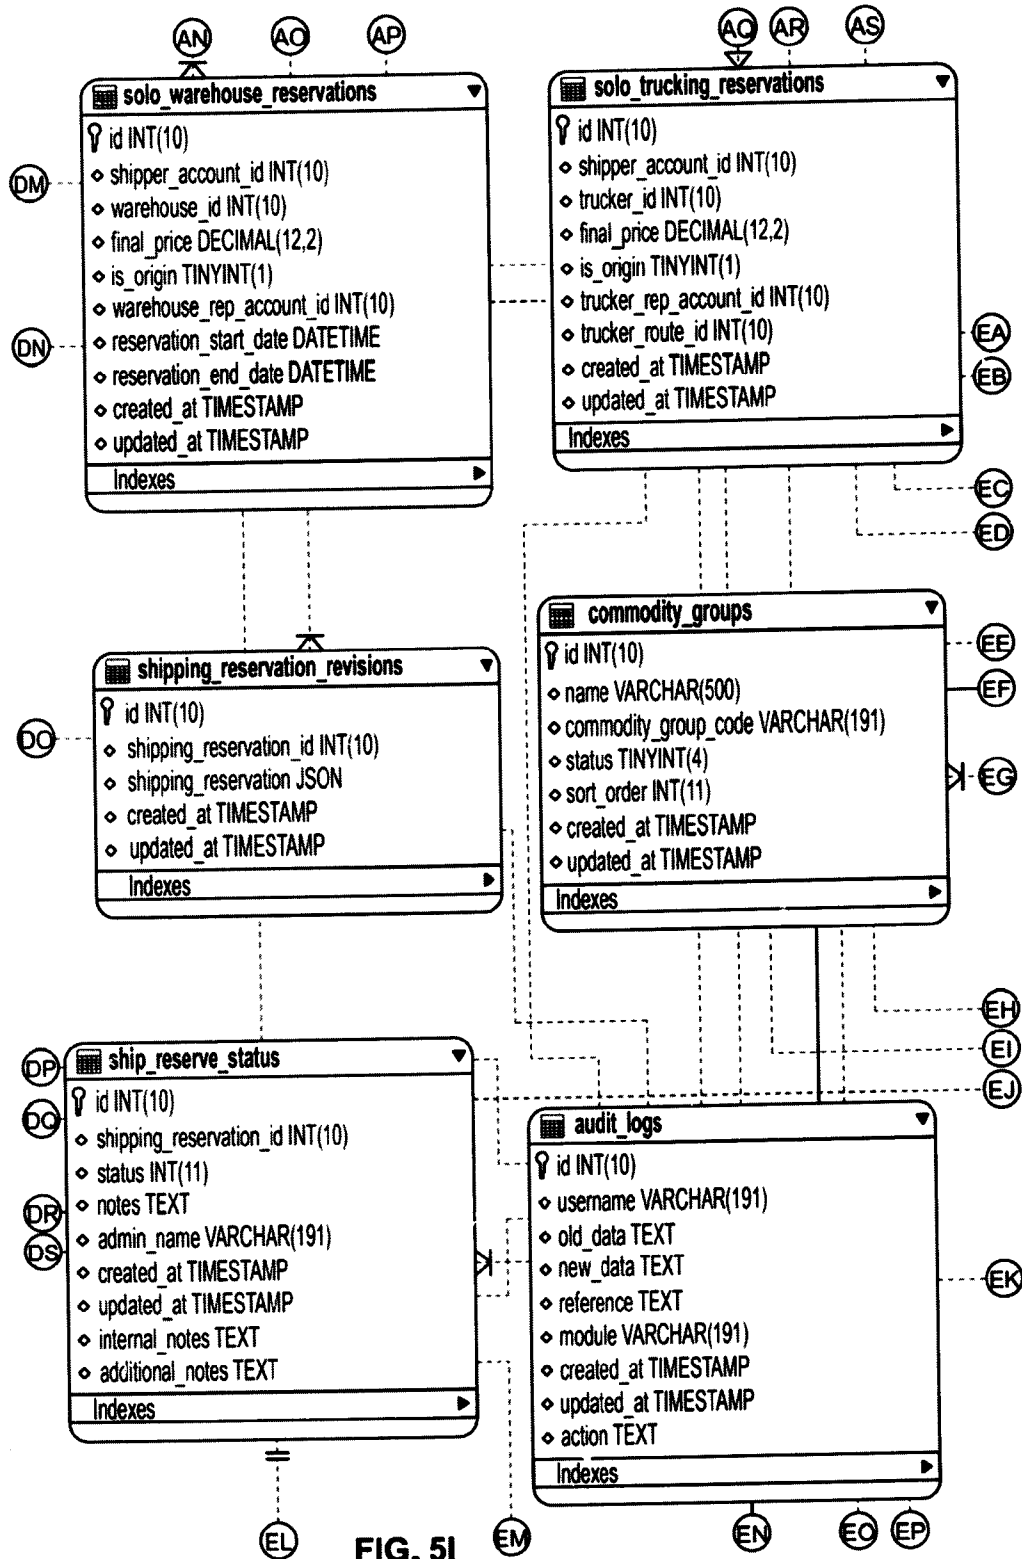 AN AO AP AQ AR AS
solo_warehouse_reservations
id INT(10)
shipper_account_id INT(10)
warehouse_id INT(10)
final_price DECIMAL(12,2)
is_origin TINYINT(1)
warehouse_rep_account_id INT(10)
reservation_start_date DATETIME
reservation_end_date DATETIME
created_at TIMESTAMP
updated_at TIMESTAMP
Indexes
DM
DN
solo_trucking_reservations
id INT(10)
shipper_account_id INT(10)
trucker_id INT(10)
final_price DECIMAL(12,2)
is_origin TINYINT(1)
trucker_rep_account_id INT(10)
trucker_route_id INT(10)
created_at TIMESTAMP
updated_at TIMESTAMP
Indexes
EA
EB
EC
ED
shipping_reservation_revisions
id INT(10)
shipping_reservation_id INT(10)
shipping_reservation JSON
created_at TIMESTAMP
updated_at TIMESTAMP
Indexes
DO
commodity_groups
id INT(10)
name VARCHAR(500)
commodity_group_code VARCHAR(191)
status TINYINT(4)
sort_order INT(11)
created_at TIMESTAMP
updated_at TIMESTAMP
Indexes
EE
EF
EG
EH
EI
EJ
ship_reserve_status
id INT(10)
shipping_reservation_id INT(10)
status INT(11)
notes TEXT
admin_name VARCHAR(191)
created_at TIMESTAMP
updated_at TIMESTAMP
internal_notes TEXT
additional_notes TEXT
Indexes
DP
DQ
DR
DS
audit_logs
id INT(10)
username VARCHAR(191)
old_data TEXT
new_data TEXT
reference TEXT
module VARCHAR(191)
created_at TIMESTAMP
updated_at TIMESTAMP
action TEXT
Indexes
EK
EL EM EN EO EP
FIG. 5I